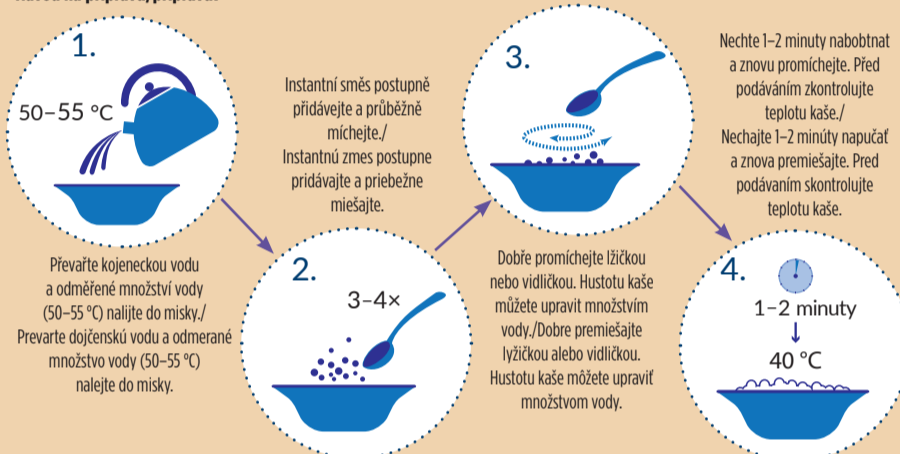 1.
50–55 °C
Převařte kojeneckou vodu
a odměřené množství vody
(50–55 °C) nalijte do misky./
Prevarte dojčenskú vodu a odmerané
množstvo vody (50–55 °C)
nalejte do misky.
Instantní směs postupně
přidávejte a průběžně
míchejte./
Instantnú zmes postupne
pridávajte a priebežne
miešajte.
2.
3–4×
3.
Dobře promíchejte lžičkou
nebo vidličkou. Hustotu kaše
můžete upravit množstvím
vody./Dobre premiešajte
lyžičkou alebo vidličkou.
Hustotu kaše môžete upraviť
množstvom vody.
Nechte 1–2 minuty nabobtnat
a znovu promíchejte. Před
podáváním zkontrolujte
teplotu kaše./
Nechajte 1–2 minúty napučať
a znova premiešajte. Pred
podávaním skontrolujte
teplotu kaše.
4.
1–2 minuty
40 °C